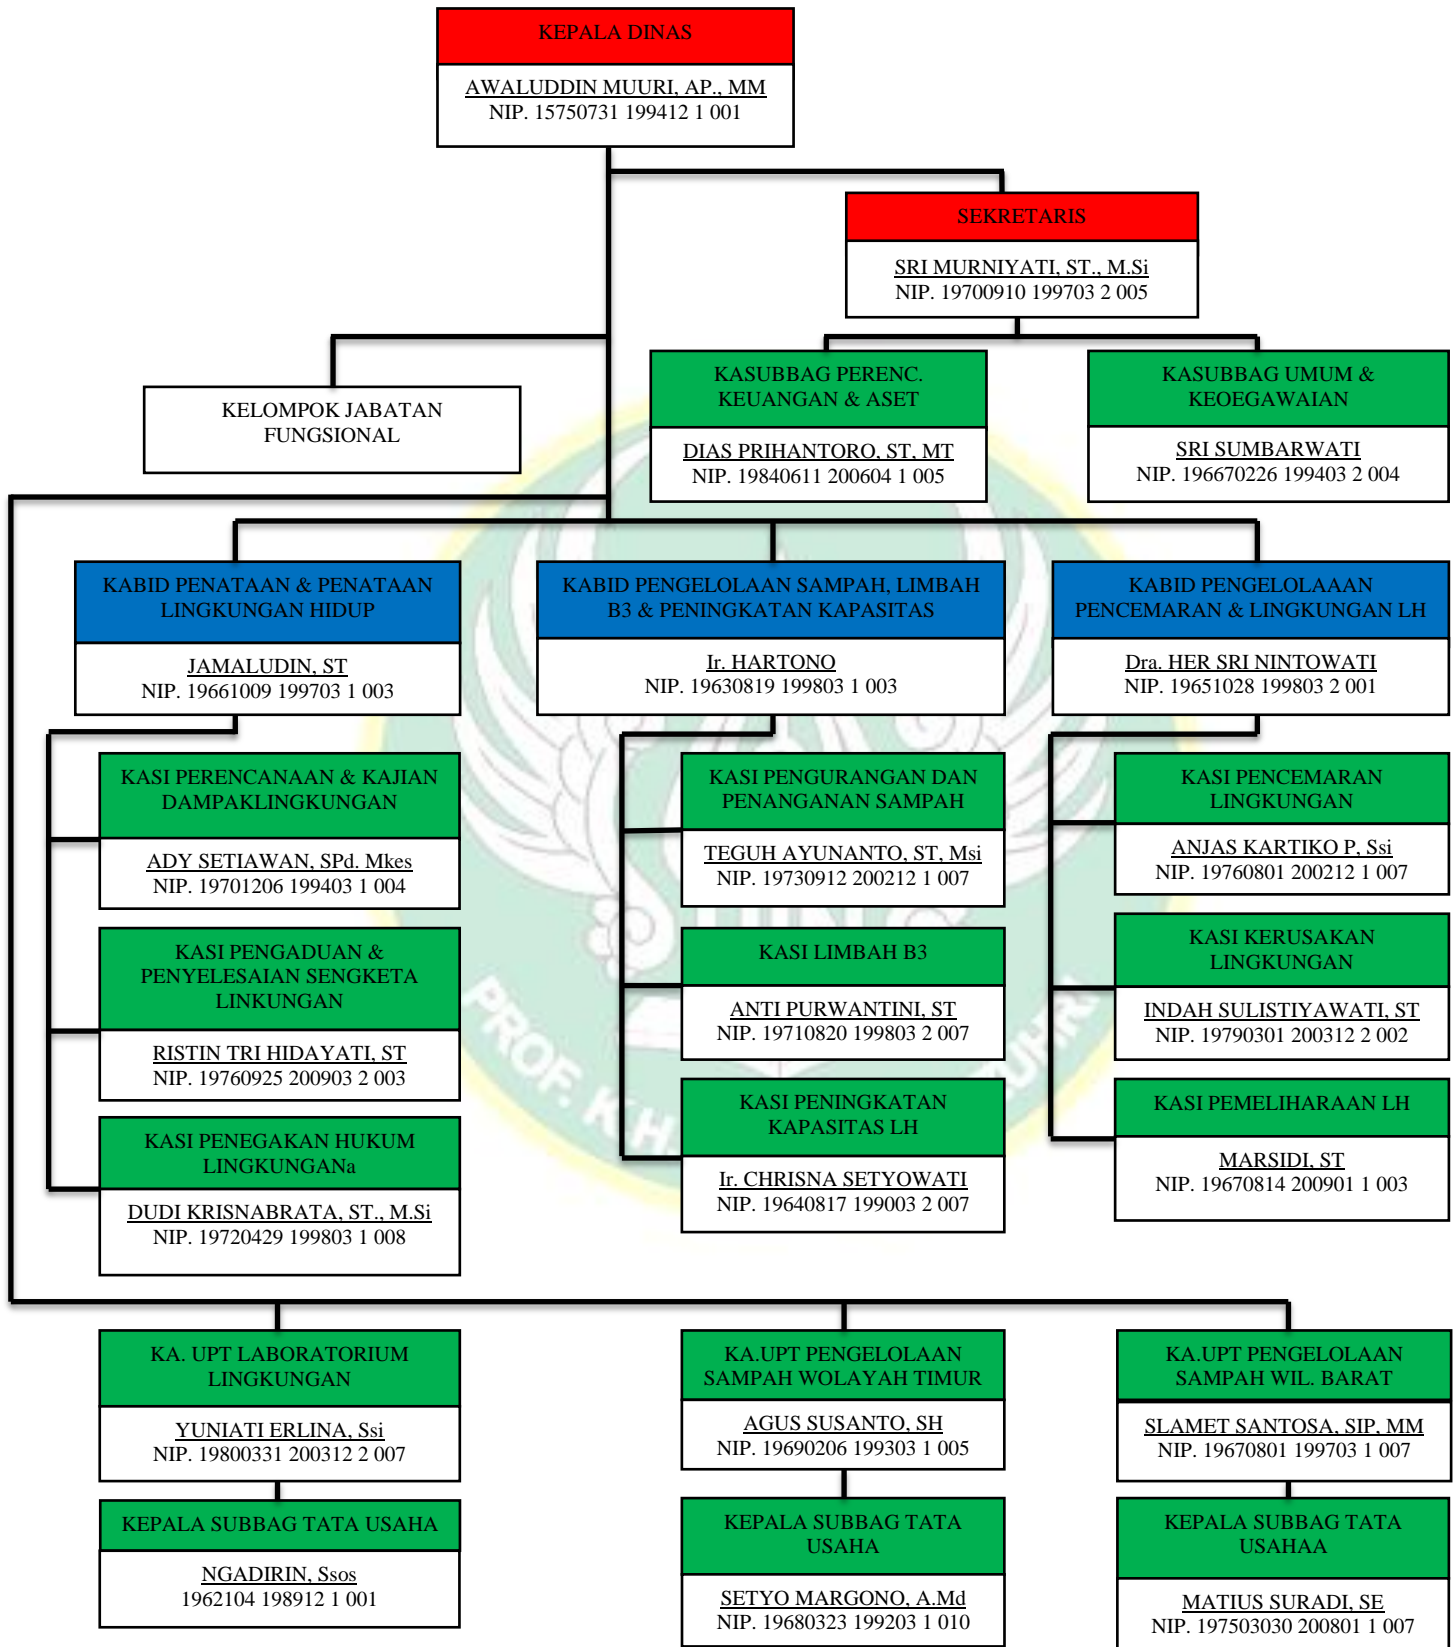 KEPALA DINAS
AWALUDDIN MUURI, AP., MM
NIP. 15750731 199412 1 001
SEKRETARIS
SRI MURNIYATI, ST., M.Si
NIP. 19700910 199703 2 005
KELOMPOK JABATAN
FUNGSIONAL
KASUBBAG PERENC.
KEUANGAN & ASET
DIAS PRIHANTORO, ST, MT
NIP. 19840611 200604 1 005
KASUBBAG UMUM &
KEOEGAWAIAN
SRI SUMBARWATI
NIP. 196670226 199403 2 004
KABID PENATAAN & PENATAAN
LINGKUNGAN HIDUP
JAMALUDIN, ST
NIP. 19661009 199703 1 003
KABID PENGELOLAAN SAMPAH, LIMBAH
B3 & PENINGKATAN KAPASITAS
Ir. HARTONO
NIP. 19630819 199803 1 003
KABID PENGELOLAAAN
PENCEMARAN & LINGKUNGAN LH
Dra. HER SRI NINTOWATI
NIP. 19651028 199803 2 001
KASI PERENCANAAN & KAJIAN
DAMPAKLINGKUNGAN
ADY SETIAWAN, SPd. Mkes
NIP. 19701206 199403 1 004
KASI PENGADUAN &
PENYELESAIAN SENGKETA
LINKUNGAN
RISTIN TRI HIDAYATI, ST
NIP. 19760925 200903 2 003
KASI PENEGAKAN HUKUM
LINGKUNGANa
DUDI KRISNABRATA, ST., M.Si
NIP. 19720429 199803 1 008
KASI PENGURANGAN DAN
PENANGANAN SAMPAH
TEGUH AYUNANTO, ST, Msi
NIP. 19730912 200212 1 007
KASI LIMBAH B3
ANTI PURWANTINI, ST
NIP. 19710820 199803 2 007
KASI PENINGKATAN
KAPASITAS LH
Ir. CHRISNA SETYOWATI
NIP. 19640817 199003 2 007
KASI PENCEMARAN
LINGKUNGAN
ANJAS KARTIKO P, Ssi
NIP. 19760801 200212 1 007
KASI KERUSAKAN
LINGKUNGAN
INDAH SULISTIYAWATI, ST
NIP. 19790301 200312 2 002
KASI PEMELIHARAAN LH
MARSIDI, ST
NIP. 19670814 200901 1 003
KA. UPT LABORATORIUM
LINGKUNGAN
YUNIATI ERLINA, Ssi
NIP. 19800331 200312 2 007
KEPALA SUBBAG TATA USAHA
NGADIRIN, Ssos
1962104 198912 1 001
KA.UPT PENGELOLAAN
SAMPAH WOLAYAH TIMUR
AGUS SUSANTO, SH
NIP. 19690206 199303 1 005
KEPALA SUBBAG TATA
USAHA
SETYO MARGONO, A.Md
NIP. 19680323 199203 1 010
KA.UPT PENGELOLAAN
SAMPAH WIL. BARAT
SLAMET SANTOSA, SIP, MM
NIP. 19670801 199703 1 007
KEPALA SUBBAG TATA
USAHAA
MATIUS SURADI, SE
NIP. 197503030 200801 1 007
PROF. K.H.